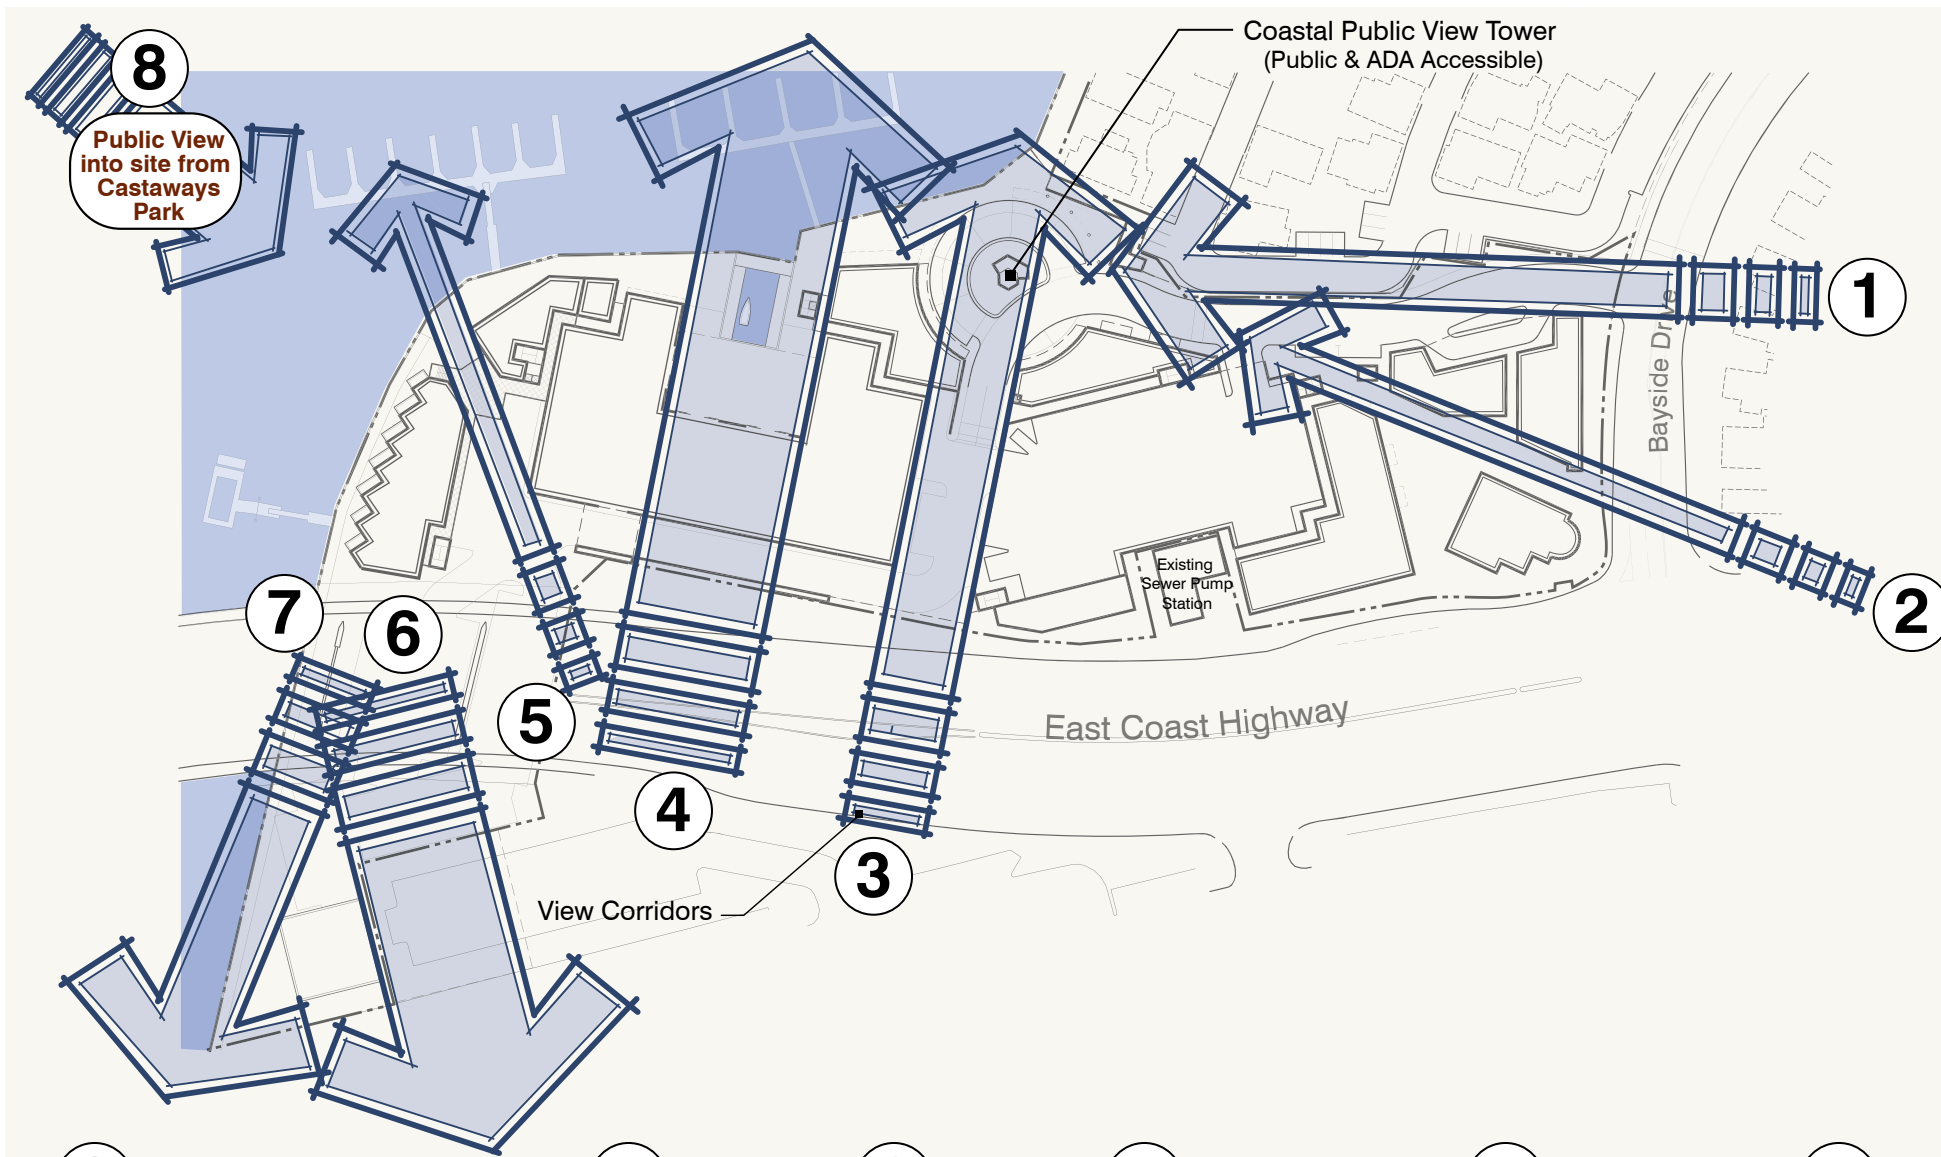 Coastal Public View Tower
(Public & ADA Accessible)
8
Public View
into site from
Castaways
Park
1
Bayside Drive
2
Existing
Sewer Pump
Station
7
6
5
East Coast Highway
4
3
View Corridors